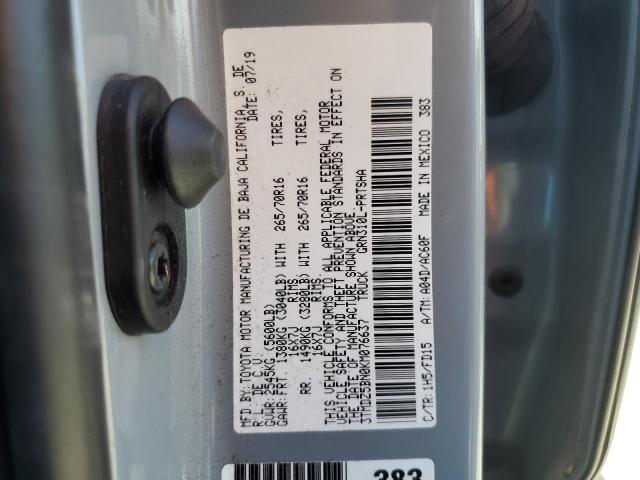 MFD. BY: TOYOTA MOTOR MANUFACTURING DE BAJA CALIFORNIA, S. DE
R. L. DE C. V. DATE: 07/19
GVWR: 2545KG (5600LB)
GAWR: FRT. 1380KG (3040LB) WITH 265/70R16 TIRES,
16X7J RIMS,
RR. 1490KG (3280LB) WITH 265/70R16 TIRES,
16X7J RIMS
THIS VEHICLE CONFORMS TO ALL APPLICABLE FEDERAL MOTOR
VEHICLE SAFETY AND THEFT PREVENTION STANDARDS IN EFFECT ON
THE DATE OF MANUFACTURE SHOWN ABOVE.
3TMDZ5BN0KM076637 TRUCK GRN310L-PRTSHA
C/TR: 1H5/FD15 A/TM: A04D/AC60F MADE IN MEXICO 383
383